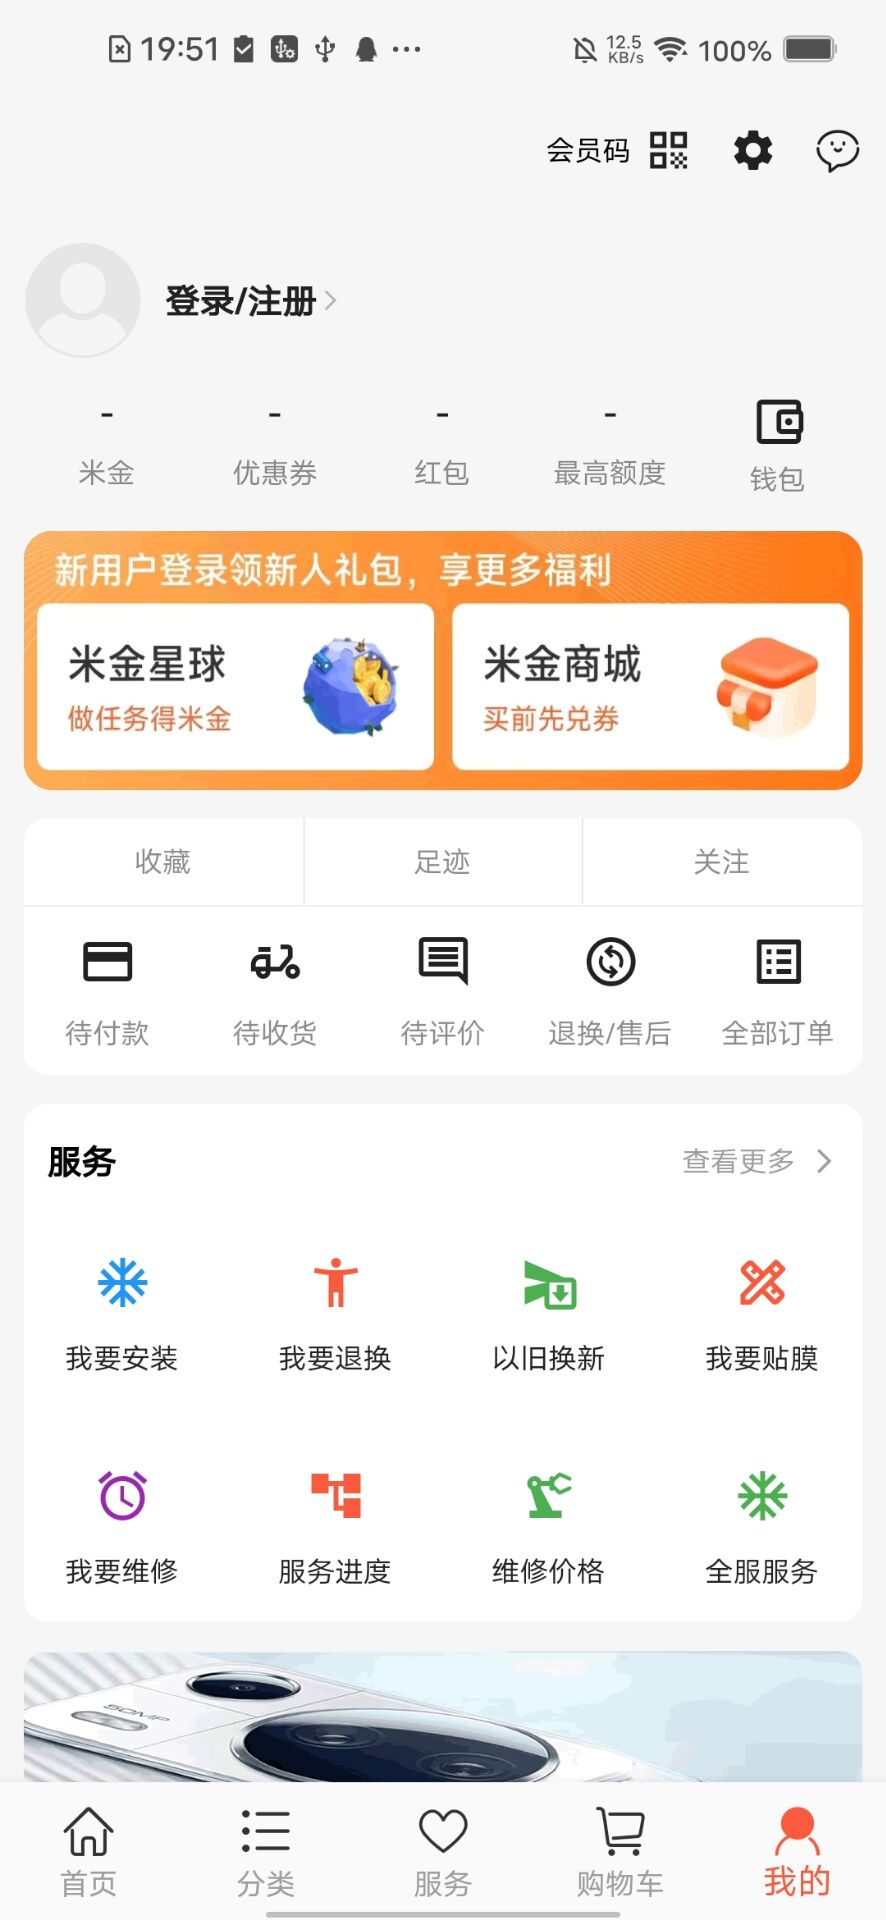 19:51 12.5 KB/s 100%
会员码
登录/注册
- - - -
米金 优惠券 红包 最高额度 钱包
新用户登录领新人礼包，享更多福利
米金星球 米金商城
做任务得米金 买前先兑券
收藏 足迹 关注
待付款 待收货 待评价 退换/售后 全部订单
服务 查看更多
我要安装 我要退换 以旧换新 我要贴膜
我要维修 服务进度 维修价格 全服服务
50MP
首页 分类 服务 购物车 我的